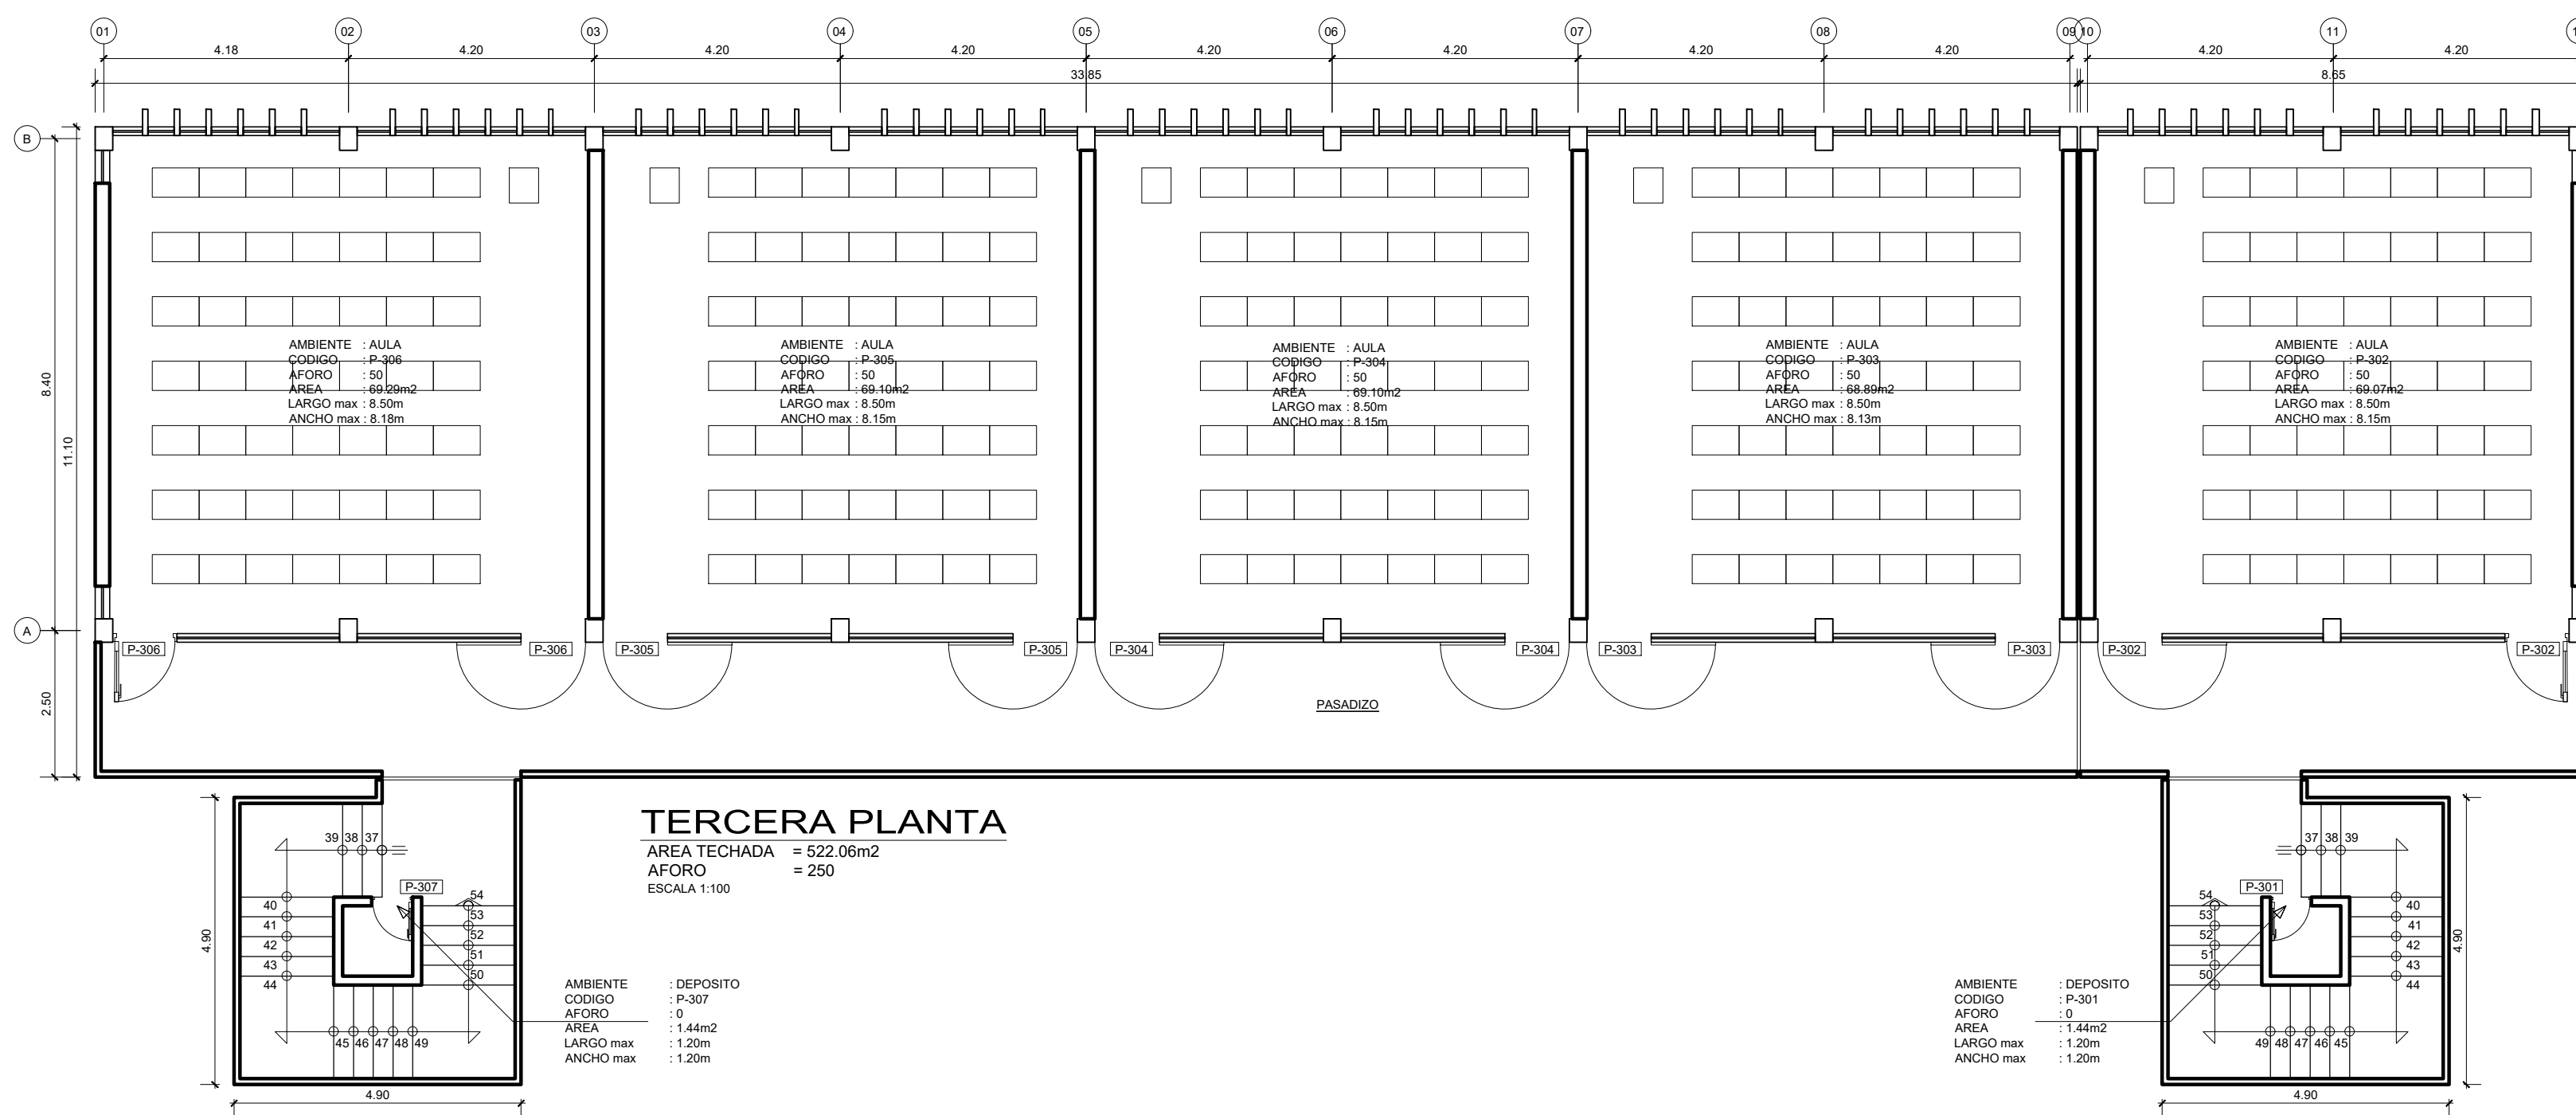 01 02 03 04 05 06 07 08 09 10 11
4.18 4.20 4.20 4.20 4.20 4.20 4.20 4.20 4.20 4.20
33.85 8.65
B
8.40
11.10
A
2.50
AMBIENTE : AULA
CODIGO : P-306
AFORO : 50
AREA : 69.29m2
LARGO max : 8.50m
ANCHO max : 8.18m
AMBIENTE : AULA
CODIGO : P-305
AFORO : 50
AREA : 69.10m2
LARGO max : 8.50m
ANCHO max : 8.15m
AMBIENTE : AULA
CODIGO : P-304
AFORO : 50
AREA : 69.10m2
LARGO max : 8.50m
ANCHO max : 8.15m
AMBIENTE : AULA
CODIGO : P-303
AFORO : 50
AREA : 68.89m2
LARGO max : 8.50m
ANCHO max : 8.13m
AMBIENTE : AULA
CODIGO : P-302
AFORO : 50
AREA : 69.07m2
LARGO max : 8.50m
ANCHO max : 8.15m
P-306 P-306 P-305 P-305 P-304 P-304 P-303 P-303 P-302 P-302
PASADIZO
TERCERA PLANTA
AREA TECHADA = 522.06m2
AFORO = 250
ESCALA 1:100
39 38 37
P-307
40
41
42
43
44
54
53
52
51
50
45 46 47 48 49
4.90
4.90
AMBIENTE : DEPOSITO
CODIGO : P-307
AFORO : 0
AREA : 1.44m2
LARGO max : 1.20m
ANCHO max : 1.20m
AMBIENTE : DEPOSITO
CODIGO : P-301
AFORO : 0
AREA : 1.44m2
LARGO max : 1.20m
ANCHO max : 1.20m
37 38 39
P-301
54
53
52
51
50
40
41
42
43
44
49 48 47 46 45
4.90
4.90